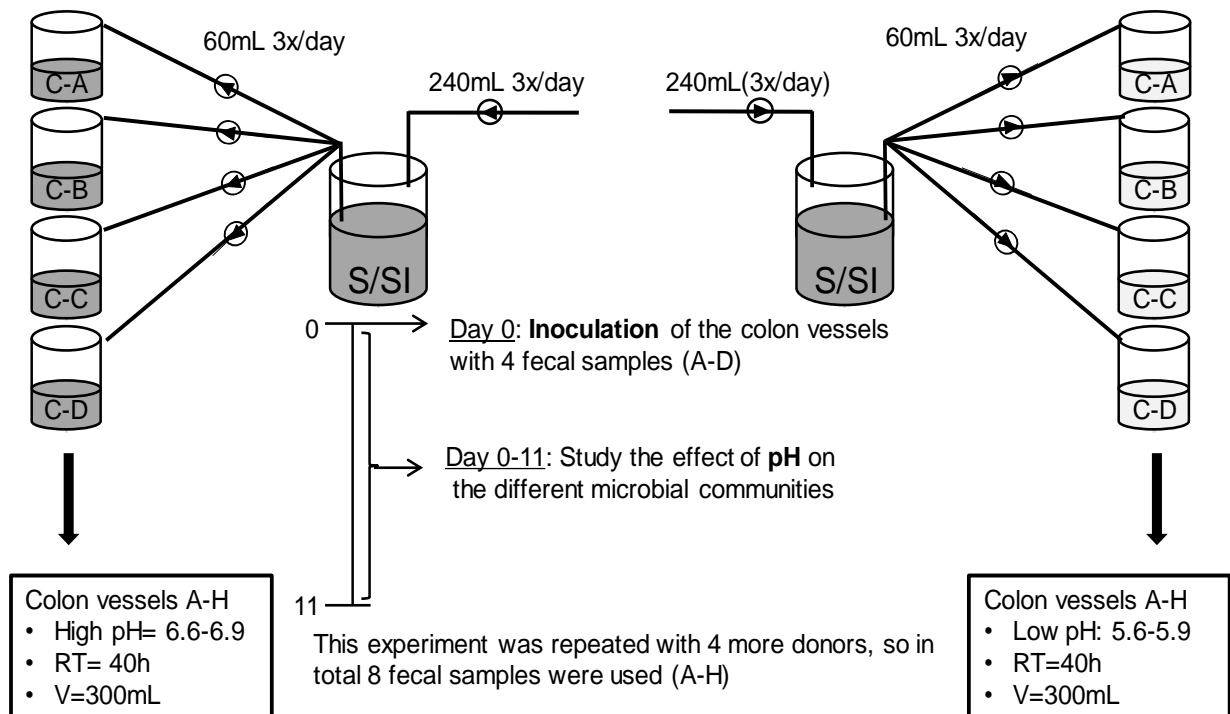 60mL 3x/day
240mL 3x/day
C-A
C-B
C-C
C-D
S/SI
240mL(3x/day)
60mL 3x/day
S/SI
C-A
C-B
C-C
C-D
0
Day 0: Inoculation of the colon vessels
with 4 fecal samples (A-D)
Day 0-11: Study the effect of pH on
the different microbial communities
11
This experiment was repeated with 4 more donors, so in
total 8 fecal samples were used (A-H)
Colon vessels A-H
• High pH= 6.6-6.9
• RT= 40h
• V=300mL
Colon vessels A-H
• Low pH: 5.6-5.9
• RT=40h
• V=300mL